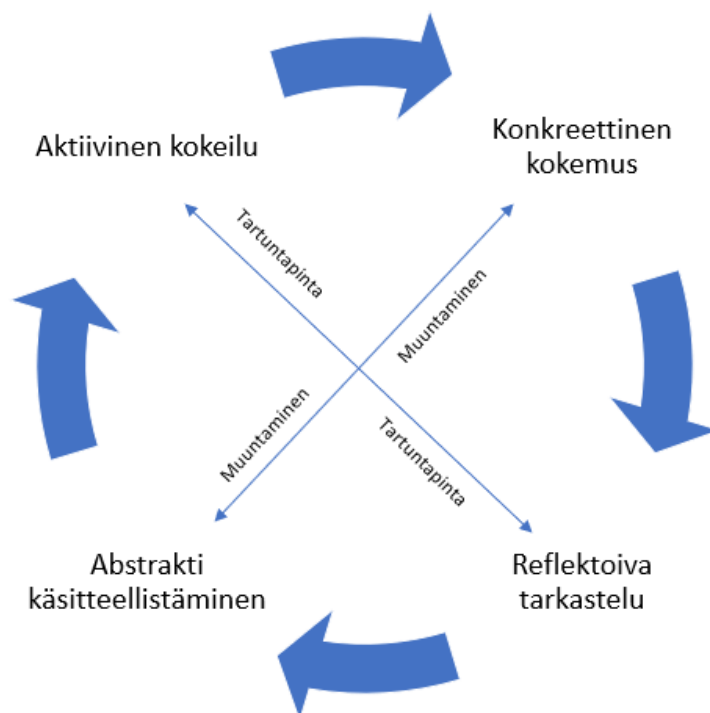 Aktiivinen kokeilu
Konkreettinen
kokemus
Tartuntapinta
Muuntaminen
Muuntaminen
Tartuntapinta
Abstrakti
käsitteellistäminen
Reflektoiva
tarkastelu